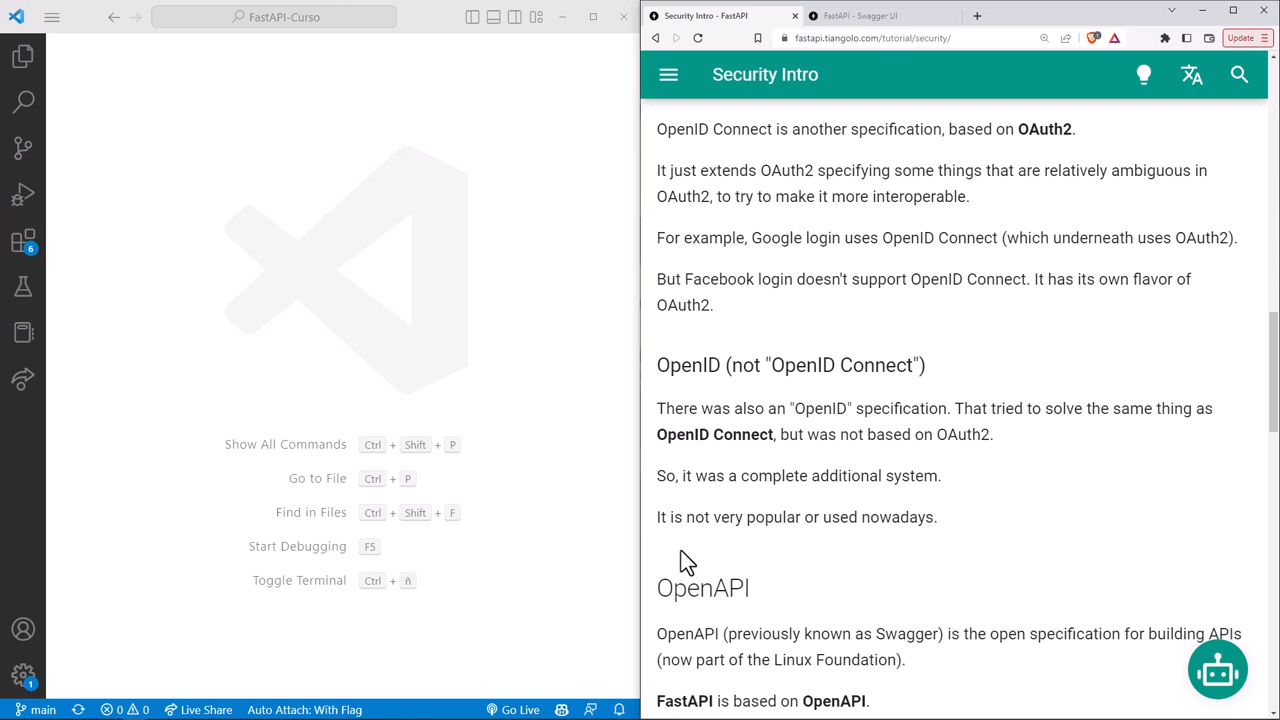 FastAPI-Curso
Show All Commands Ctrl + Shift + P
Go to File Ctrl + P
Find in Files Ctrl + Shift + F
Start Debugging F5
Toggle Terminal Ctrl + ñ
6
1
main 0 0 Live Share Auto Attach: With Flag Go Live
Security Intro - FastAPI
FastAPI - Swagger UI
fastapi.tiangolo.com/tutorial/security/
1
Update
Security Intro
OpenID Connect is another specification, based on OAuth2.
It just extends OAuth2 specifying some things that are relatively ambiguous in
OAuth2, to try to make it more interoperable.
For example, Google login uses OpenID Connect (which underneath uses OAuth2).
But Facebook login doesn't support OpenID Connect. It has its own flavor of
OAuth2.
OpenID (not "OpenID Connect")
There was also an "OpenID" specification. That tried to solve the same thing as
OpenID Connect, but was not based on OAuth2.
So, it was a complete additional system.
It is not very popular or used nowadays.
OpenAPI
OpenAPI (previously known as Swagger) is the open specification for building APIs
(now part of the Linux Foundation).
FastAPI is based on OpenAPI.